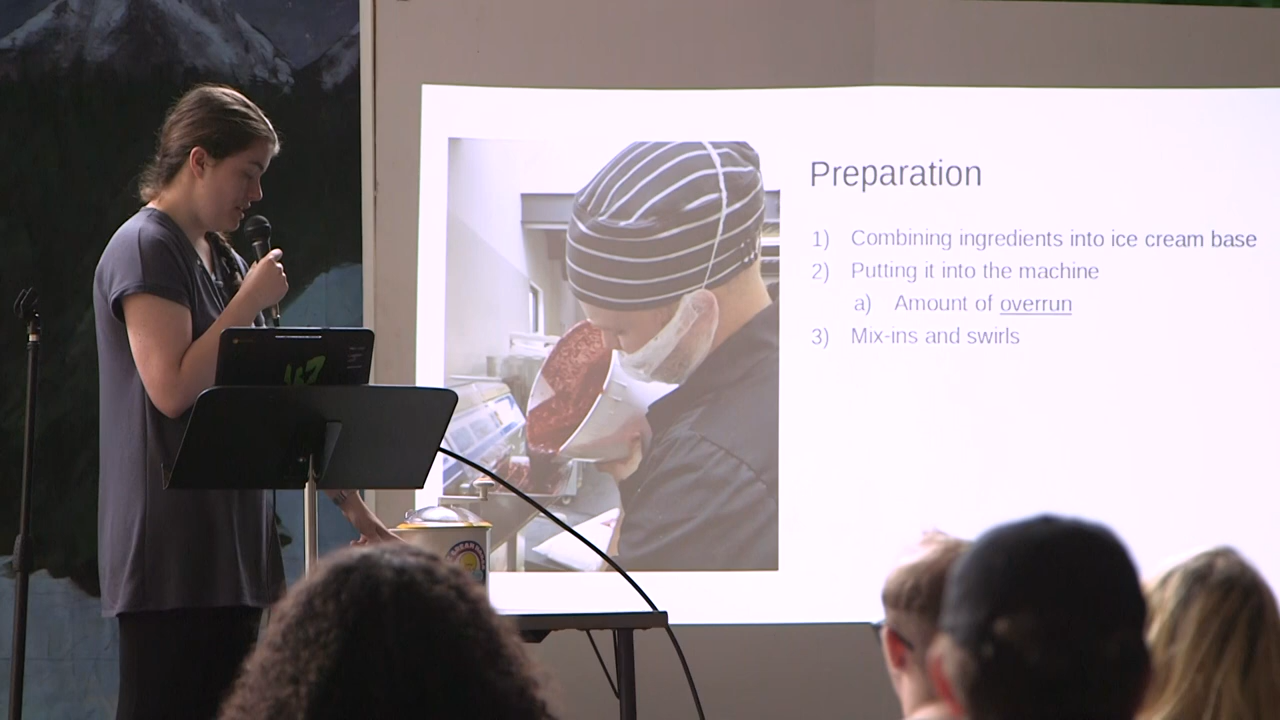 Preparation
1) Combining ingredients into ice cream base
2) Putting it into the machine
a) Amount of overrun
3) Mix-ins and swirls